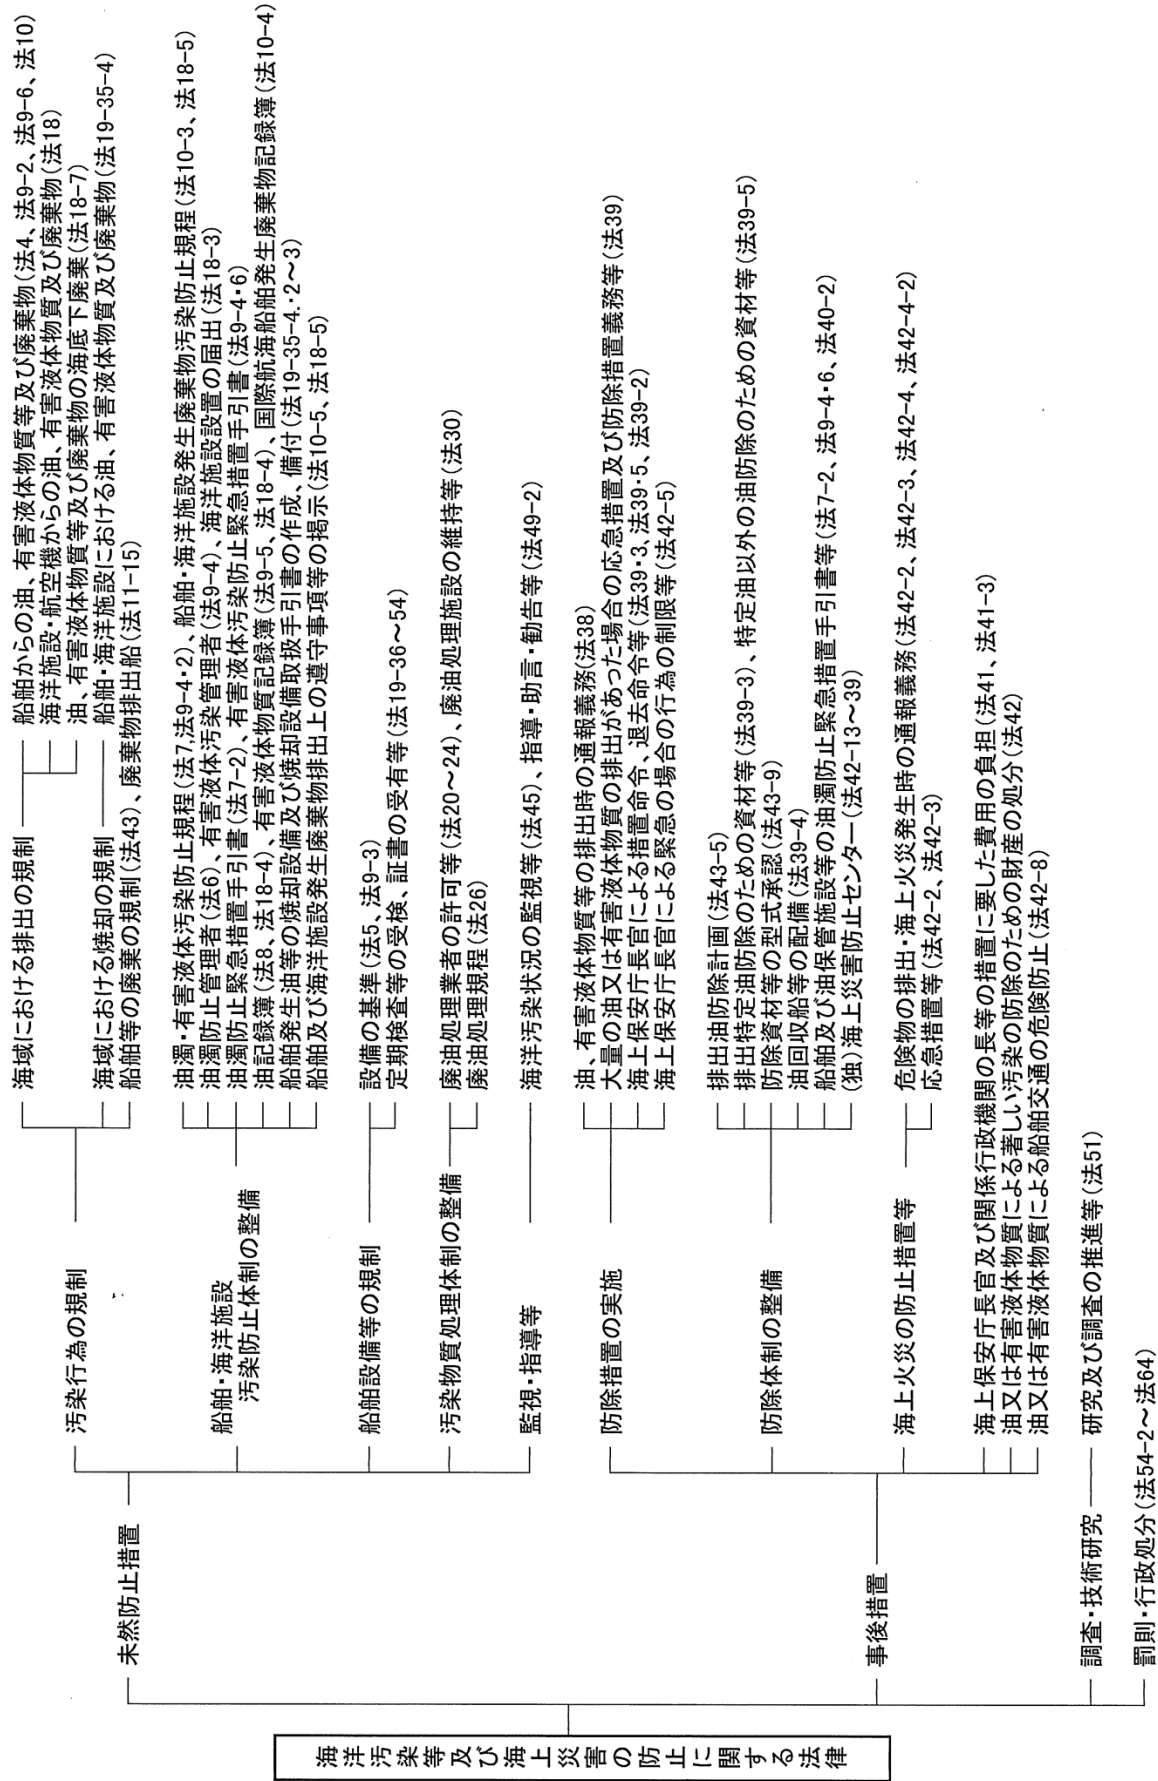 海洋汚染等及び海上災害の防止に関する法律
未然防止措置
汚染行為の規制
海域における排出の規制
船舶からの油、有害液体物質等及び廃棄物(法4、法9-2、法9-6、法10)
海洋施設・航空機からの油、有害液体物質及び廃棄物(法18)
油、有害液体物質等及び廃棄物の海底下廃棄(法18-7)
海域における焼却の規制
船舶・海洋施設における油、有害液体物質及び廃棄物(法19-35-4)
船舶等の廃棄の規制(法43)、廃棄物排出船(法11-15)
船舶・海洋施設
汚染防止体制の整備
油濁・有害液体汚染防止規程(法7,法9-4・2)、船舶・海洋施設発生廃棄物汚染防止規程(法10-3、法18-5)
油濁防止管理者(法6)、有害液体汚染管理者(法9-4)、海洋施設設置の届出(法18-3)
油濁防止緊急措置手引書(法7-2)、有害液体汚染防止緊急措置手引書(法9-4・6)
油記録簿(法8、法18-4)、有害液体物質記録簿(法9-5、法18-4)、国際航海船舶発生廃棄物記録簿(法10-4)
船舶発生油等の焼却設備及び焼却設備取扱手引書の作成、備付(法19-35-4.・2～3)
船舶及び海洋施設発生廃棄物排出上の遵守事項等の掲示(法10-5、法18-5)
船舶設備等の規制
設備の基準(法5、法9-3)
定期検査等の受検、証書の受有等(法19-36～54)
汚染物質処理体制の整備
廃油処理業者の許可等(法20～24)、廃油処理施設の維持等(法30)
廃油処理規程(法26)
監視・指導等
海洋汚染状況の監視等(法45)、指導・助言・勧告等(法49-2)
事後措置
防除措置の実施
油、有害液体物質等の排出時の通報義務(法38)
大量の油又は有害液体物質の排出があった場合の応急措置及び防除措置義務等(法39)
海上保安庁長官による措置命令、退去命令等(法39・3、法39・5、法39-2)
海上保安庁長官による緊急の場合の行為の制限等(法42-5)
防除体制の整備
排出油防除計画(法43-5)
排出特定油防除のための資材等(法39-3)、特定油以外の油防除のための資材等(法39-5)
防除資材等の型式承認(法43-9)
油回収船等の配備(法39-4)
船舶及び油保管施設等の油濁防止緊急措置手引書等(法7-2、法9-4・6、法40-2)
(独)海上災害防止センター(法42-13～39)
海上火災の防止措置等
危険物の排出・海上火災発生時の通報義務(法42-2、法42-3、法42-4、法42-4-2)
応急措置等(法42-2、法42-3)
海上保安庁長官及び関係行政機関の長等の措置に要した費用の負担(法41、法41-3)
油又は有害液体物質による著しい汚染の防除のための財産の処分(法42)
油又は有害液体物質による船舶交通の危険防止(法42-8)
調査・技術研究
研究及び調査の推進等(法51)
罰則・行政処分(法54-2～法64)